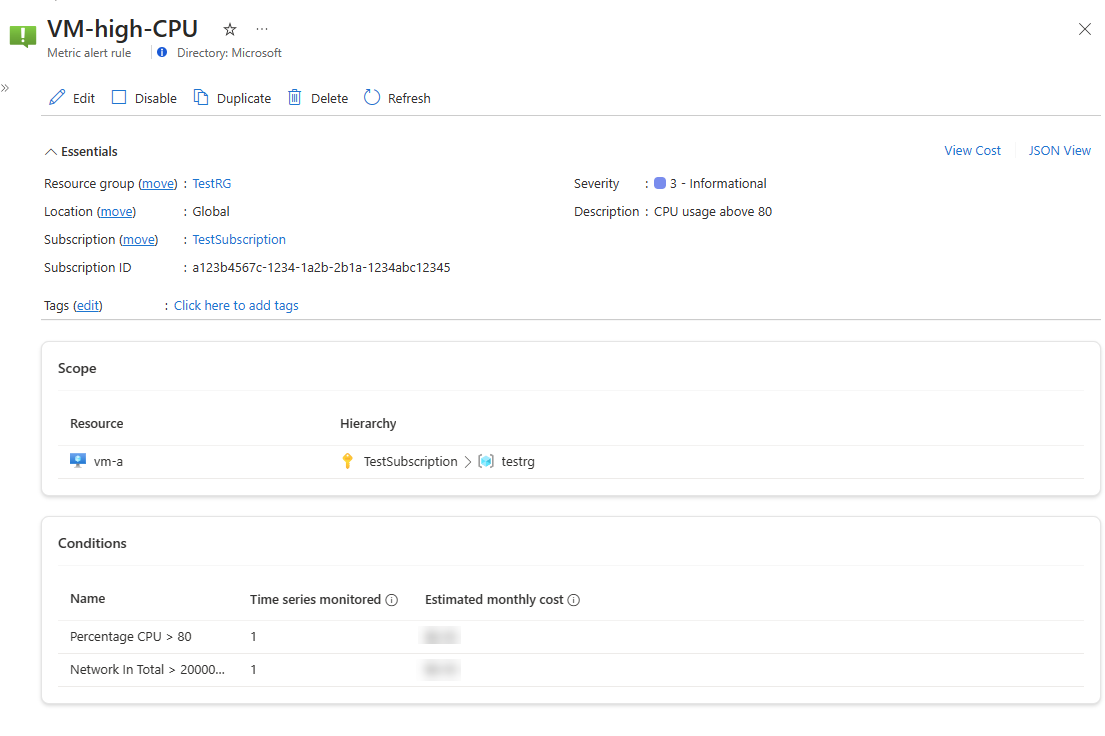 VM-high-CPU
Metric alert rule Directory: Microsoft
Edit Disable Duplicate Delete Refresh
Essentials View Cost JSON View
Resource group (move) : TestRG Severity : 3 - Informational
Location (move) : Global Description : CPU usage above 80
Subscription (move) : TestSubscription
Subscription ID : a123b4567c-1234-1a2b-2b1a-1234abc12345
Tags (edit) : Click here to add tags
Scope
Resource Hierarchy
vm-a TestSubscription > testrg
Conditions
Name Time series monitored Estimated monthly cost
Percentage CPU > 80 1
Network In Total > 20000... 1